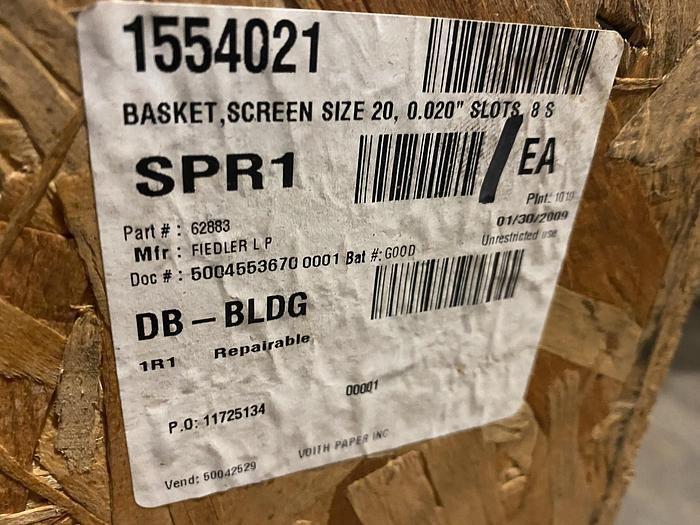 1554021
BASKET,SCREEN SIZE 20, 0.020" SLOTS, 8 S
SPR1
/ EA
Plnt: 1010
Part # : 62883
01/30/2009
Mfr : FIEDLER L P
Unrestricted use
Doc # : 5004553670 0001 Bat #: GOOD
DB-BLDG
1R1 Repairable
00001
P.O: 11725134
VOITH PAPER INC
Vend: 50042529